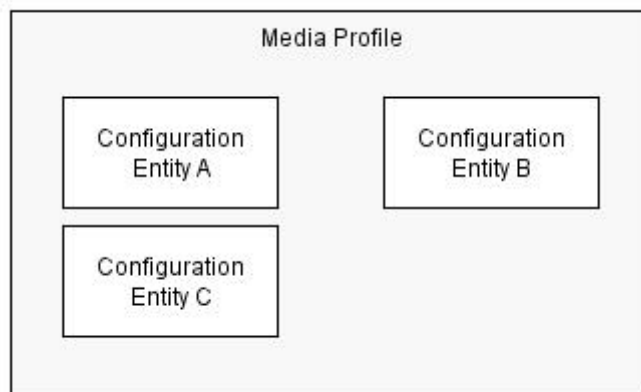 Media Profile
Configuration
Entity A
Configuration
Entity B
Configuration
Entity C